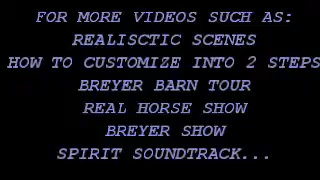 FOR MORE VIDEOS SUCH AS:
REALISCTIC SCENES
HOW TO CUSTOMIZE INTO 2 STEPS
BREYER BARN TOUR
REAL HORSE SHOW
BREYER SHOW
SPIRIT SOUNDTRACK...